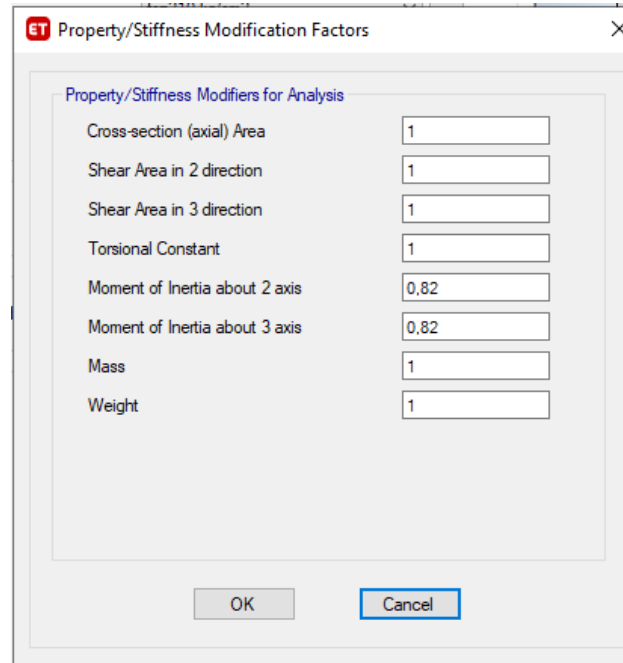 ET Property/Stiffness Modification Factors
Property/Stiffness Modifiers for Analysis
Cross-section (axial) Area 1
Shear Area in 2 direction 1
Shear Area in 3 direction 1
Torsional Constant 1
Moment of Inertia about 2 axis 0,82
Moment of Inertia about 3 axis 0,82
Mass 1
Weight 1
OK Cancel